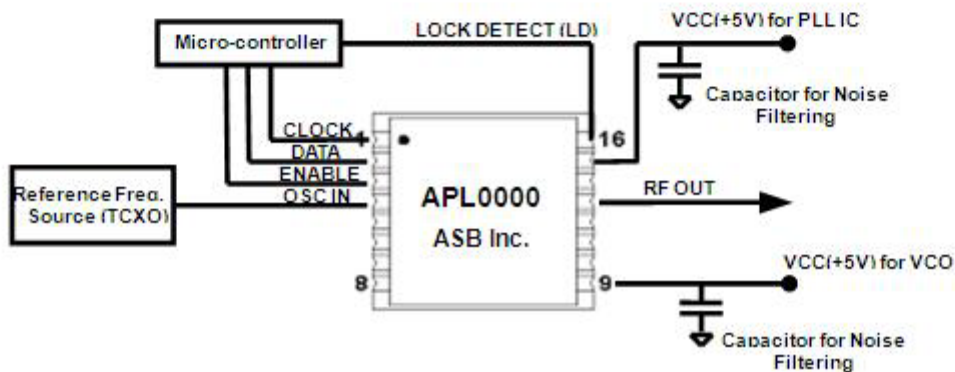 VCC(+5V) for PLL IC
Micro-controller
LOCK DETECT (LD)
Capacitor for Noise
Filtering
CLOCK
1
16
DATA
ENABLE
OSC IN
Reference Freq.
Source (TCXO)
APL0000
ASB Inc.
RF OUT
8
9
VCC(+5V) for VCO
Capacitor for Noise
Filtering